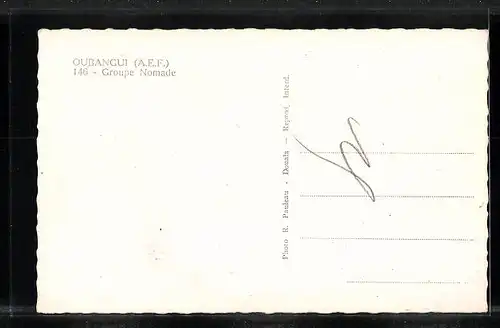 OUBANGUI (A.E.F.)
146 - Groupe Nomade
Photo R. Pauleau - Douala — Reprod. Interd.